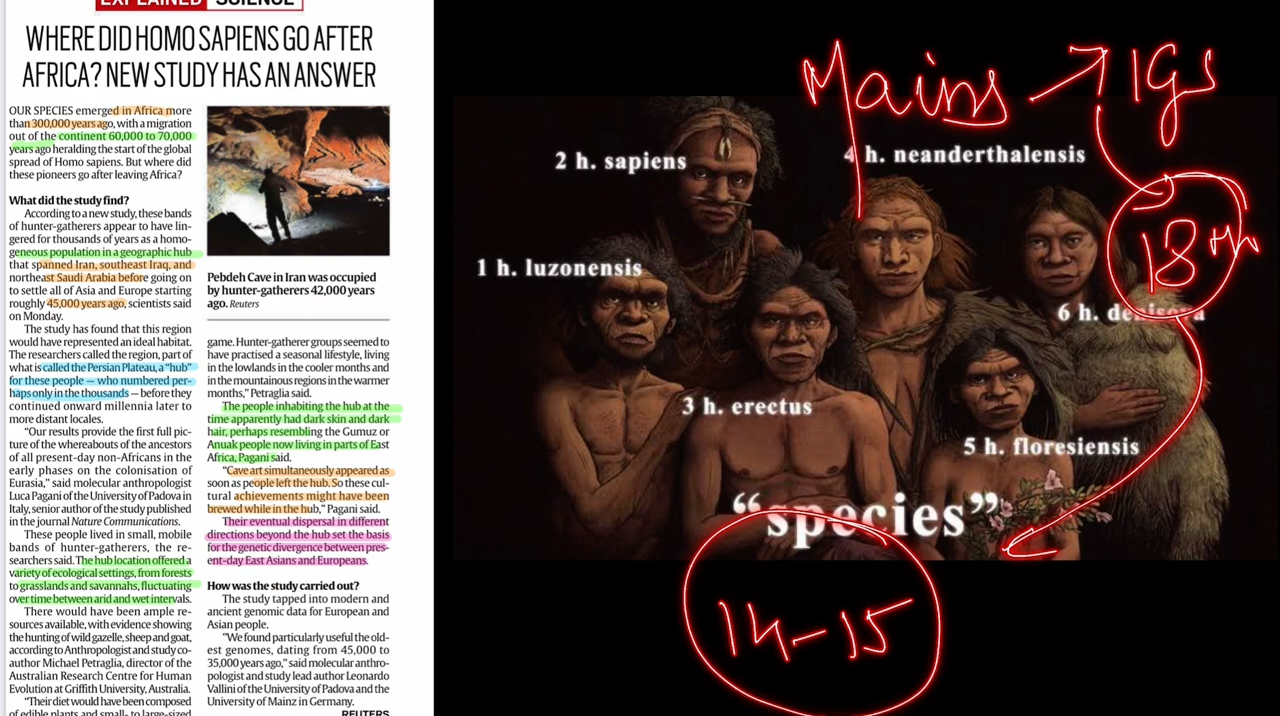 EXPLAINED SCIENCE
WHERE DID HOMO SAPIENS GO AFTER
AFRICA? NEW STUDY HAS AN ANSWER
OUR SPECIES emerged in Africa more
than 300,000 years ago, with a migration
out of the continent 60,000 to 70,000
years ago heralding the start of the global
spread of Homo sapiens. But where did
these pioneers go after leaving Africa?
What did the study find?
According to a new study, these bands
of hunter-gatherers appear to have lin-
gered for thousands of years as a homo-
geneous population in a geographic hub
that spanned Iran, southeast Iraq, and
northeast Saudi Arabia before going on
to settle all of Asia and Europe starting
roughly 45,000 years ago, scientists said
on Monday.
The study has found that this region
would have represented an ideal habitat.
The researchers called the region, part of
what is called the Persian Plateau, a "hub"
for these people — who numbered per-
haps only in the thousands — before they
continued onward millennia later to
more distant locales.
"Our results provide the first full pic-
ture of the whereabouts of the ancestors
of all present-day non-Africans in the
early phases on the colonisation of
Eurasia," said molecular anthropologist
Luca Pagani of the University of Padova in
Italy, senior author of the study published
in the journal Nature Communications.
These people lived in small, mobile
bands of hunter-gatherers, the re-
searchers said. The hub location offered a
variety of ecological settings, from forests
to grasslands and savannahs, fluctuating
over time between arid and wet intervals.
There would have been ample re-
sources available, with evidence showing
the hunting of wild gazelle, sheep and goat,
according to Anthropologist and study co-
author Michael Petraglia, director of the
Australian Research Centre for Human
Evolution at Griffith University, Australia.
"Their diet would have been composed
of edible plants and small- to large-sized
Pebdeh Cave in Iran was occupied
by hunter-gatherers 42,000 years
ago. Reuters
game. Hunter-gatherer groups seemed to
have practised a seasonal lifestyle, living
in the lowlands in the cooler months and
in the mountainous regions in the warmer
months," Petraglia said.
The people inhabiting the hub at the
time apparently had dark skin and dark
hair, perhaps resembling the Gumuz or
Anuak people now living in parts of East
Africa, Pagani said.
"Cave art simultaneously appeared as
soon as people left the hub. So these cul-
tural achievements might have been
brewed while in the hub," Pagani said.
Their eventual dispersal in different
directions beyond the hub set the basis
for the genetic divergence between pres-
ent-day East Asians and Europeans.
How was the study carried out?
The study tapped into modern and
ancient genomic data for European and
Asian people.
"We found particularly useful the old-
est genomes, dating from 45,000 to
35,000 years ago," said molecular anthro-
pologist and study lead author Leonardo
Vallini of the University of Padova and the
University of Mainz in Germany.
REUTERS
Mains → IGS
18th
2 h. sapiens
4 h. neanderthalensis
1 h. luzonensis
6 h. denisova
3 h. erectus
5 h. floresiensis
"species"
14-15